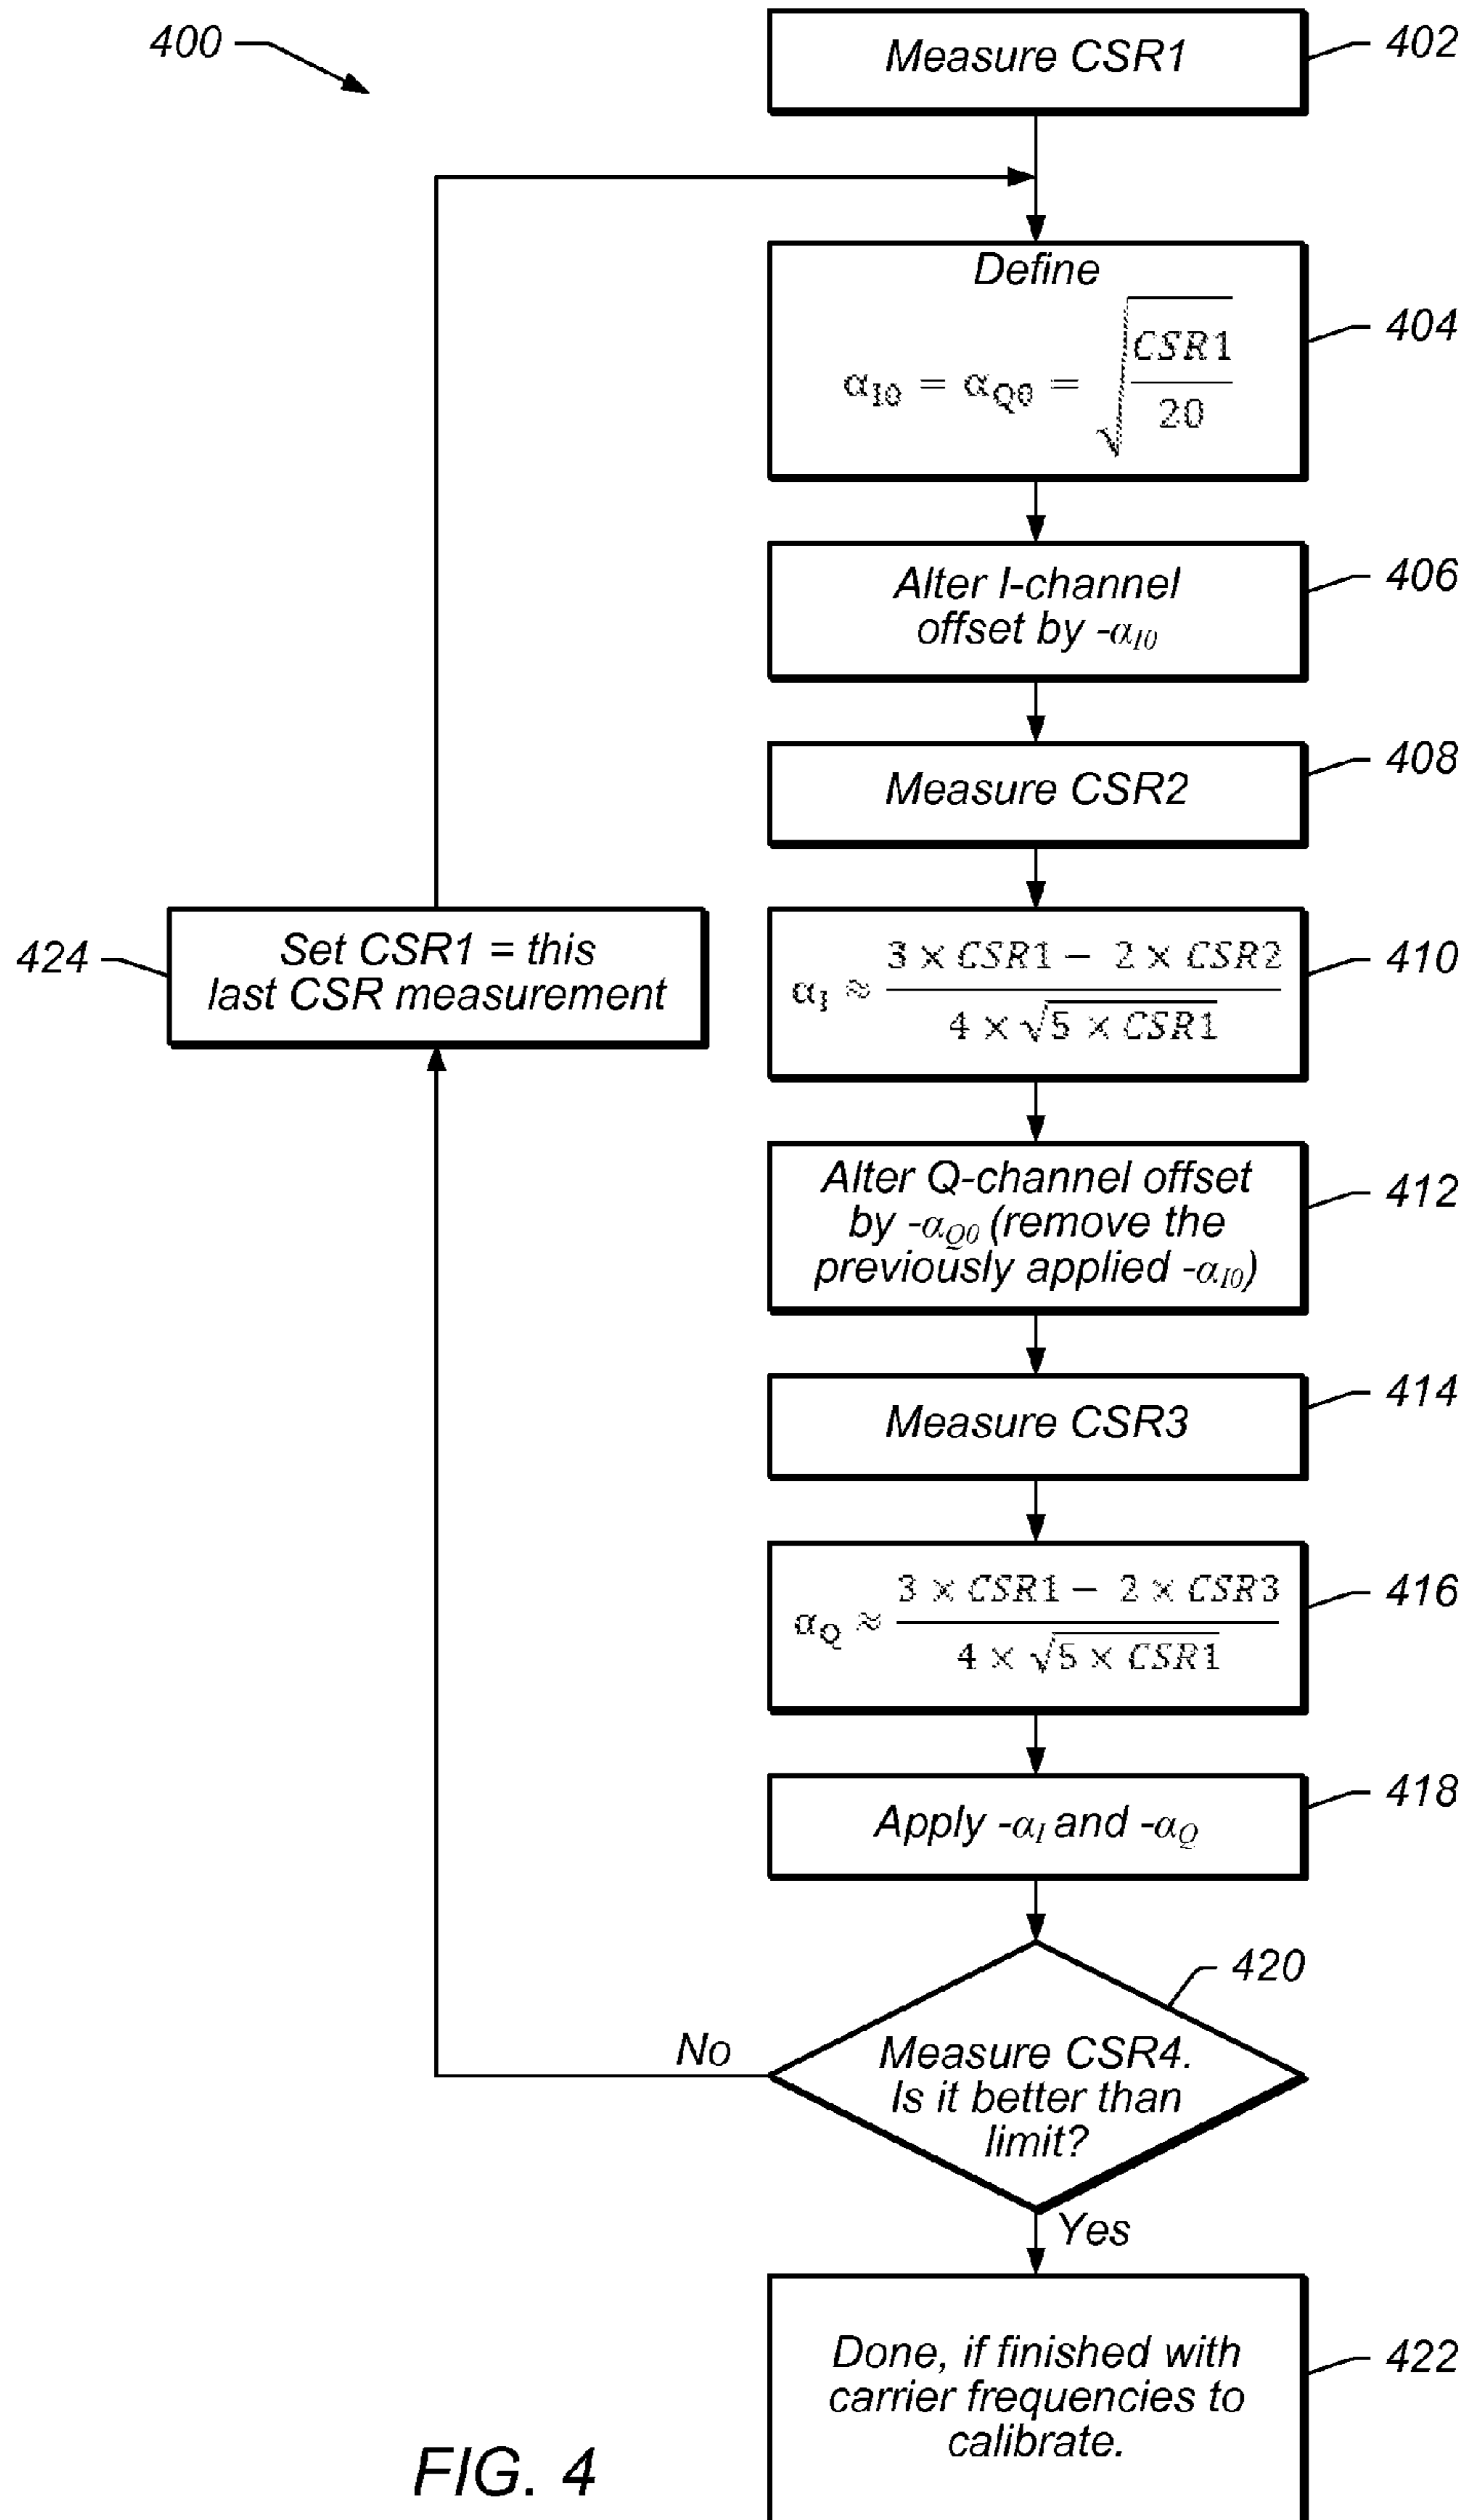 400
Measure CSR1
402
Define
α_I0 = α_Q0 = √(CSR1 / 20)
404
Alter I-channel
offset by -α_I0
406
Measure CSR2
408
Set CSR1 = this
last CSR measurement
424
α_I ≈ (3 × CSR1 − 2 × CSR2) / (4 × √(5 × CSR1))
410
Alter Q-channel offset
by -α_Q0 (remove the
previously applied -α_I0)
412
Measure CSR3
414
α_Q ≈ (3 × CSR1 − 2 × CSR3) / (4 × √(5 × CSR1))
416
Apply -α_I and -α_Q
418
420
No
Measure CSR4.
Is it better than
limit?
Yes
Done, if finished with
carrier frequencies to
calibrate.
422
FIG. 4